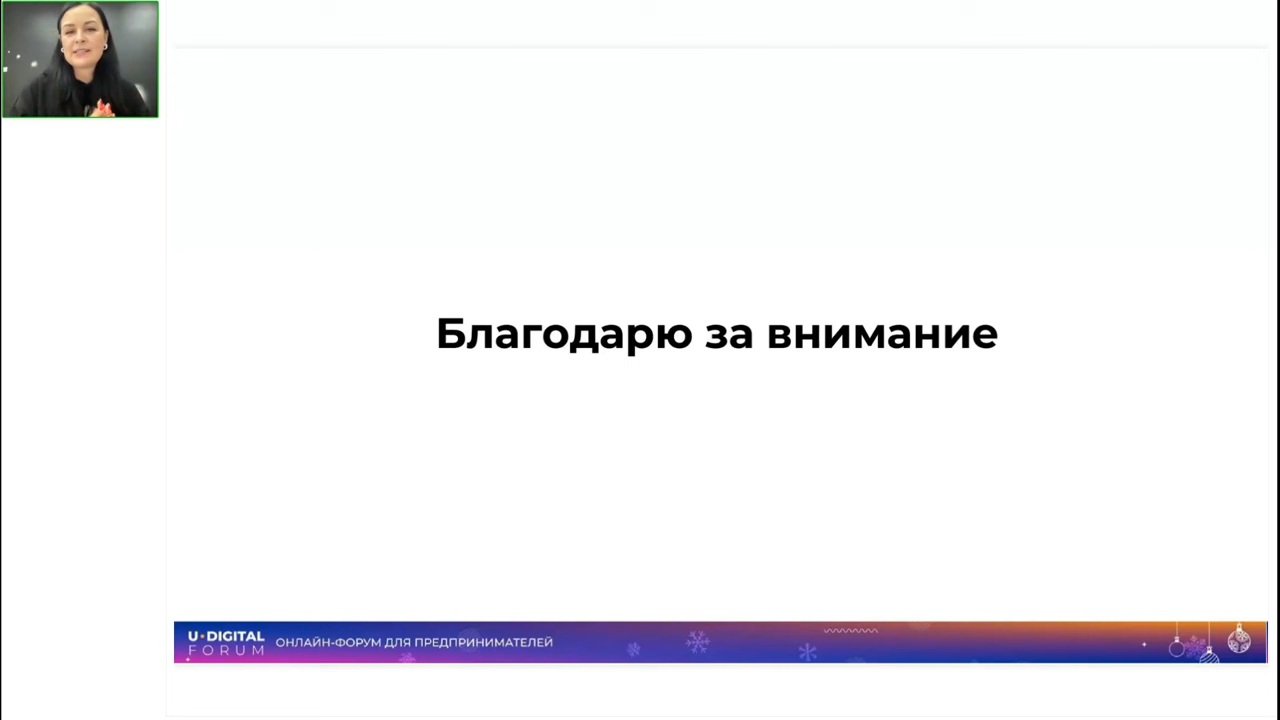 Благодарю за внимание
U·DIGITAL
FORUM
ОНЛАЙН-ФОРУМ ДЛЯ ПРЕДПРИНИМАТЕЛЕЙ